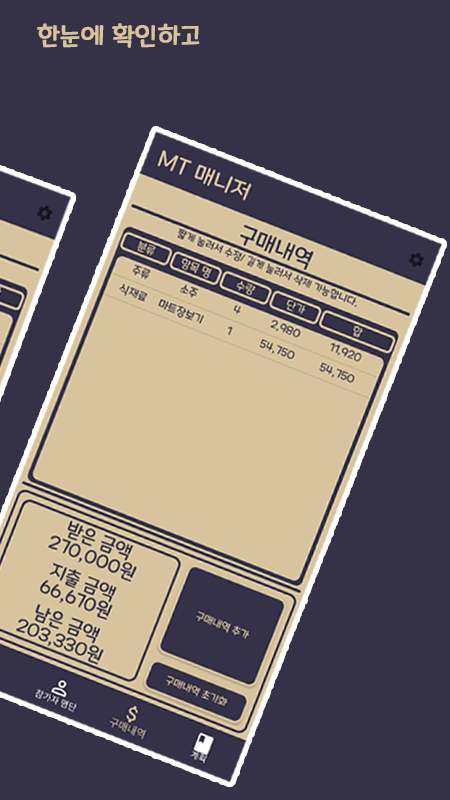 한눈에 확인하고
MT 매니저
구매내역
짧게 눌러서 수정/ 길게 눌러서 삭제 가능합니다.
분류 항목 명 수량 단가 합
주류 소주 4 2,980 11,920
식재료 마트장보기 1 54,750 54,750
받은 금액
270,000원
지출 금액
66,670원
남은 금액
203,330원
구매내역 추가
구매내역 초기화
참가자 명단 구매내역 게획